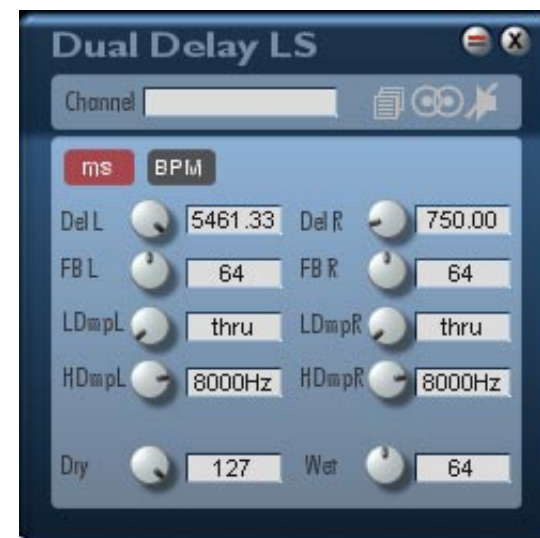 Dual Delay LS
Channel
ms BPM
Del L 5461.33 Del R 750.00
FB L 64 FB R 64
LDmpL thru LDmpR thru
HDmpL 8000Hz HDmpR 8000Hz
Dry 127 Wet 64